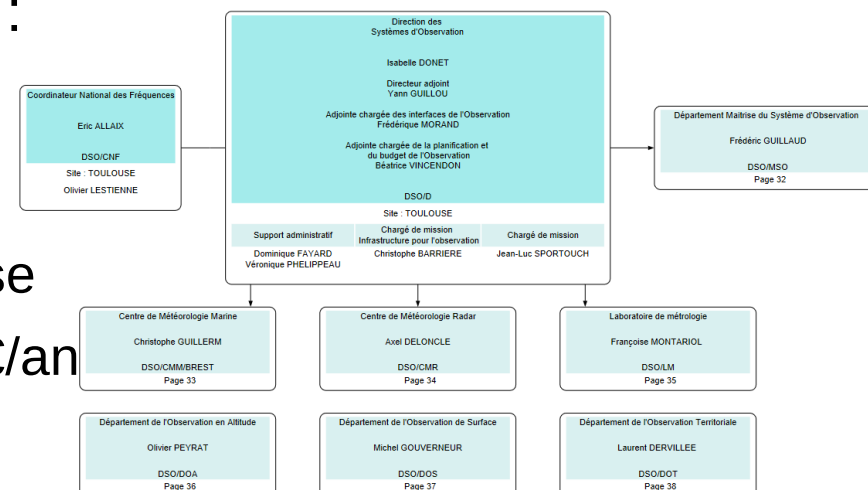 :
Direction des
Systèmes d'Observation
Isabelle DONET
Directeur adjoint
Yann GUILLOU
Adjointe chargée des interfaces de l'Observation
Frédérique MORAND
Adjointe chargée de la planification et
du budget de l'Observation
Béatrice VINCENDON
DSO/D
Site : TOULOUSE
Support administratif
Dominique FAYARD
Véronique PHELIPPEAU
Chargé de mission
Infrastructure pour l'observation
Christophe BARRIERE
Chargé de mission
Jean-Luc SPORTOUCH
Coordinateur National des Fréquences
Eric ALLAIX
DSO/CNF
Site : TOULOUSE
Olivier LESTIENNE
Département Maitrise du Système d'Observation
Frédéric GUILLAUD
DSO/MSO
Page 32
se
€/an
Centre de Météorologie Marine
Christophe GUILLERM
DSO/CMM/BREST
Page 33
Centre de Météorologie Radar
Axel DELONCLE
DSO/CMR
Page 34
Laboratoire de métrologie
Françoise MONTARIOL
DSO/LM
Page 35
Département de l'Observation en Altitude
Olivier PEYRAT
DSO/DOA
Page 36
Département de l'Observation de Surface
Michel GOUVERNEUR
DSO/DOS
Page 37
Département de l'Observation Territoriale
Laurent DERVILLEE
DSO/DOT
Page 38